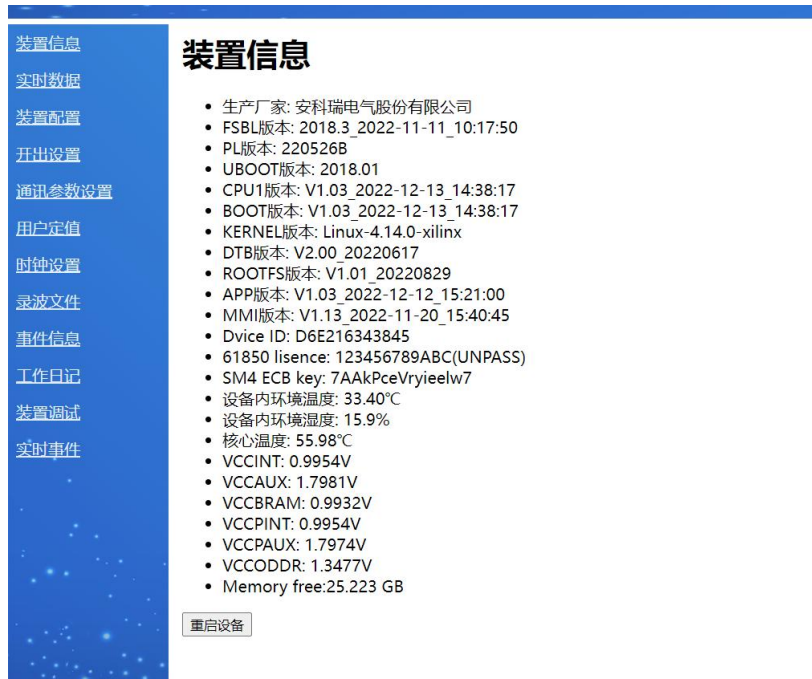 装置信息
实时数据
装置配置
开出设置
通讯参数设置
用户定值
时钟设置
录波文件
事件信息
工作日记
装置调试
实时事件
装置信息
生产厂家: 安科瑞电气股份有限公司
FSBL版本: 2018.3_2022-11-11_10:17:50
PL版本: 220526B
UBOOT版本: 2018.01
CPU1版本: V1.03_2022-12-13_14:38:17
BOOT版本: V1.03_2022-12-13_14:38:17
KERNEL版本: Linux-4.14.0-xilinx
DTB版本: V2.00_20220617
ROOTFS版本: V1.01_20220829
APP版本: V1.03_2022-12-12_15:21:00
MMI版本: V1.13_2022-11-20_15:40:45
Dvice ID: D6E216343845
61850 lisence: 123456789ABC(UNPASS)
SM4 ECB key: 7AAkPceVryieelw7
设备内环境温度: 33.40℃
设备内环境湿度: 15.9%
核心温度: 55.98℃
VCCINT: 0.9954V
VCCAUX: 1.7981V
VCCBRAM: 0.9932V
VCCPINT: 0.9954V
VCCPAUX: 1.7974V
VCCODDR: 1.3477V
Memory free:25.223 GB
重启设备